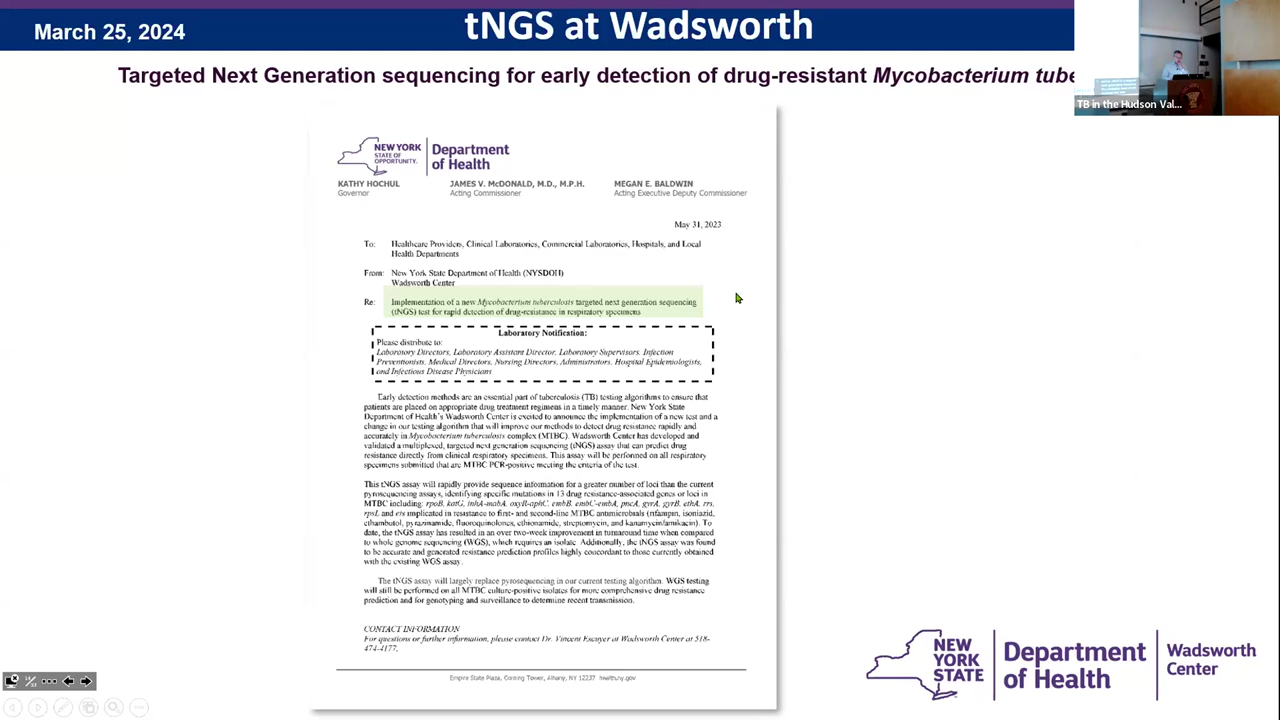 March 25, 2024
tNGS at Wadsworth
Targeted Next Generation sequencing for early detection of drug-resistant Mycobacterium tube
TB in the Hudson Val...
NEW YORK
STATE OF
OPPORTUNITY.
Department
of Health
KATHY HOCHUL
Governor
JAMES V. McDONALD, M.D., M.P.H.
Acting Commissioner
MEGAN E. BALDWIN
Acting Executive Deputy Commissioner
May 31, 2023
To: Healthcare Providers, Clinical Laboratories, Commercial Laboratories, Hospitals, and Local
Health Departments
From: New York State Department of Health (NYSDOH)
Wadsworth Center
Re: Implementation of a new Mycobacterium tuberculosis targeted next generation sequencing
(tNGS) test for rapid detection of drug-resistance in respiratory specimens
Laboratory Notification:
Please distribute to:
Laboratory Directors, Laboratory Assistant Director, Laboratory Supervisors, Infection
Preventionists, Medical Directors, Nursing Directors, Administrators, Hospital Epidemiologists,
and Infectious Disease Physicians
Early detection methods are an essential part of tuberculosis (TB) testing algorithms to ensure that
patients are placed on appropriate drug treatment regimens in a timely manner. New York State
Department of Health's Wadsworth Center is excited to announce the implementation of a new test and a
change in our testing algorithm that will improve our methods to detect drug resistance rapidly and
accurately in Mycobacterium tuberculosis complex (MTBC). Wadsworth Center has developed and
validated a multiplexed, targeted next generation sequencing (tNGS) assay that can predict drug
resistance directly from clinical respiratory specimens. This assay will be performed on all respiratory
specimens submitted that are MTBC PCR-positive meeting the criteria of the test.
This tNGS assay will rapidly provide sequence information for a greater number of loci than the current
pyrosequencing assays, identifying specific mutations in 13 drug resistance-associated genes or loci in
MTBC including: rpoB, katG, inhA-mabA, oxyR-aphC, embB, embC-embA, pncA, gyrA, gyrB, ethA, rrs,
rpsL and eis implicated in resistance to first- and second-line MTBC antimicrobials (rifampin, isoniazid,
ethambutol, pyrazinamide, fluoroquinolones, ethionamide, streptomycin, and kanamycin/amikacin). To
date, the tNGS assay has resulted in an over two-week improvement in turnaround time when compared
to whole genome sequencing (WGS), which requires an isolate. Additionally, the tNGS assay was found
to be accurate and generated resistance prediction profiles highly concordant to those currently obtained
with the existing WGS assay.
The tNGS assay will largely replace pyrosequencing in our current testing algorithm. WGS testing
will still be performed on all MTBC culture-positive isolates for more comprehensive drug resistance
prediction and for genotyping and surveillance to determine recent transmission.
CONTACT INFORMATION
For questions or further information, please contact Dr. Vincent Escuyer at Wadsworth Center at 518-
474-4177.
Empire State Plaza, Corning Tower, Albany, NY 12237 health.ny.gov
NEW
YORK
STATE
Department
of Health
Wadsworth
Center